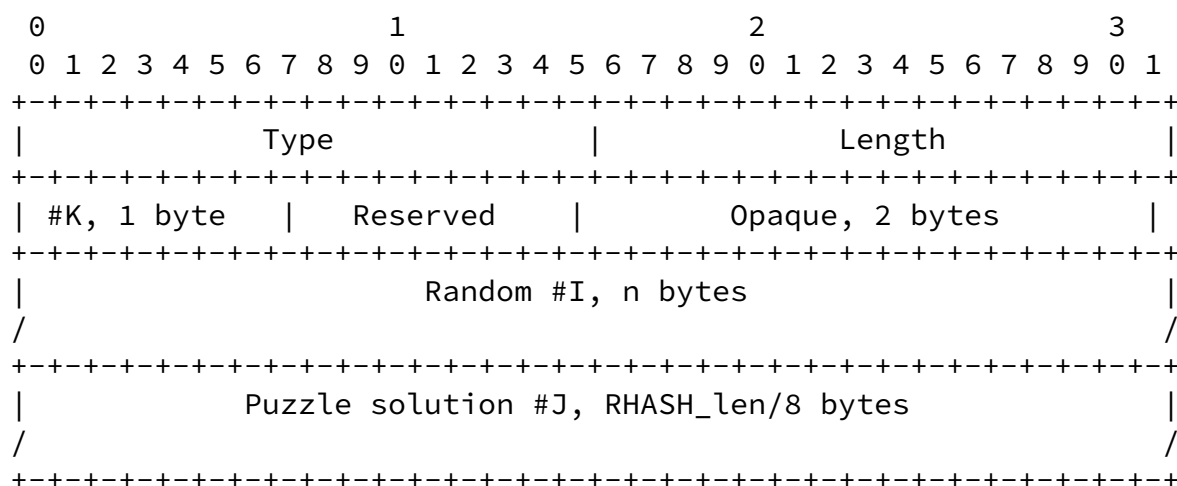 0                   1                   2                   3
 0 1 2 3 4 5 6 7 8 9 0 1 2 3 4 5 6 7 8 9 0 1 2 3 4 5 6 7 8 9 0 1
+-+-+-+-+-+-+-+-+-+-+-+-+-+-+-+-+-+-+-+-+-+-+-+-+-+-+-+-+-+-+-+-+
|             Type              |             Length            |
+-+-+-+-+-+-+-+-+-+-+-+-+-+-+-+-+-+-+-+-+-+-+-+-+-+-+-+-+-+-+-+-+
| #K, 1 byte   |   Reserved    |        Opaque, 2 bytes        |
+-+-+-+-+-+-+-+-+-+-+-+-+-+-+-+-+-+-+-+-+-+-+-+-+-+-+-+-+-+-+-+-+
|                      Random #I, n bytes                       |
/                                                               /
+-+-+-+-+-+-+-+-+-+-+-+-+-+-+-+-+-+-+-+-+-+-+-+-+-+-+-+-+-+-+-+-+
|            Puzzle solution #J, RHASH_len/8 bytes              |
/                                                               /
+-+-+-+-+-+-+-+-+-+-+-+-+-+-+-+-+-+-+-+-+-+-+-+-+-+-+-+-+-+-+-+-+